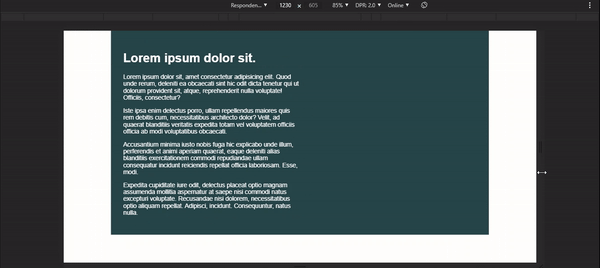 Responden... ▼ 1230 × 605 85% ▼ DPR: 2.0 ▼ Online ▼
Lorem ipsum dolor sit.
Lorem ipsum dolor sit, amet consectetur adipisicing elit. Quod
unde rerum, deleniti ea obcaecati sint hic odit dicta tenetur qui ut
dolorum provident sit, atque, reprehenderit nulla voluptate!
Officiis, consectetur?
Iste ipsa enim delectus porro, ullam repellendus maiores quis
rem debitis cum, necessitatibus architecto dolor? Velit, ad
quaerat blanditiis veritatis expedita totam vel voluptatem officiis
officia ab modi voluptatibus obcaecati.
Accusantium minima iusto nobis fuga hic explicabo unde illum,
perferendis et animi aperiam quaerat, eaque deleniti alias
blanditiis exercitationem commodi repudiandae ullam
consequatur incidunt reiciendis repellat officiis laboriosam. Esse,
modi.
Expedita cupiditate iure odit, delectus placeat optio magnam
assumenda mollitia aspernatur at saepe nisi commodi natus
excepturi voluptate. Recusandae nisi dolorem, necessitatibus
optio aliquam repellat. Adipisci, incidunt. Consequuntur, natus
nulla.